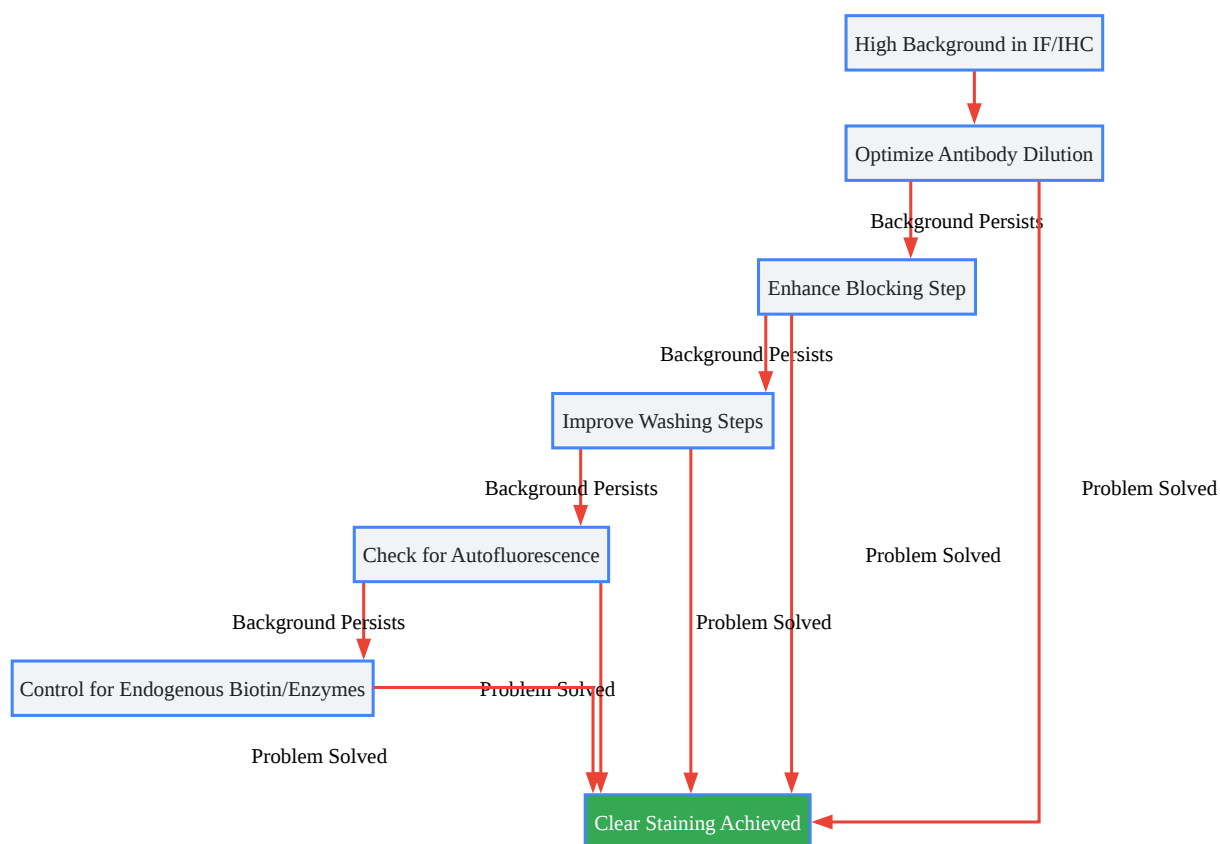 High Background in IF/IHC
Optimize Antibody Dilution
Background Persists
Enhance Blocking Step
Background Persists
Improve Washing Steps
Background Persists
Problem Solved
Check for Autofluorescence
Problem Solved
Background Persists
Problem Solved
Control for Endogenous Biotin/Enzymes
Problem Solved
Problem Solved
Clear Staining Achieved